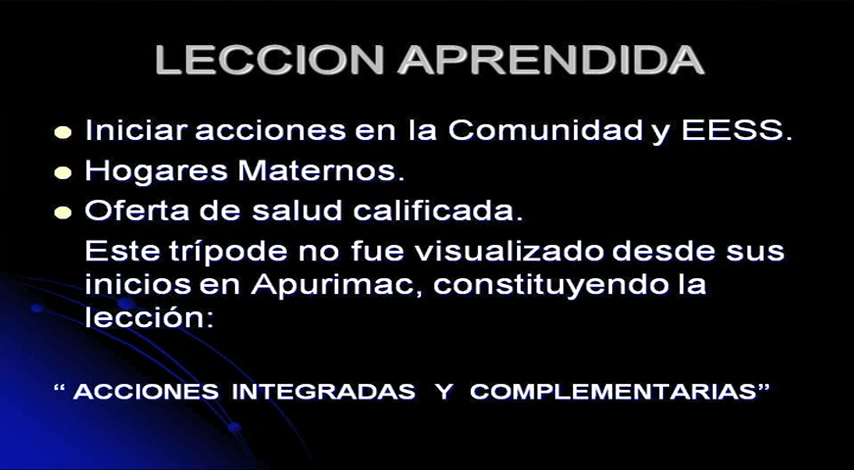 LECCION APRENDIDA
Iniciar acciones en la Comunidad y EESS.
Hogares Maternos.
Oferta de salud calificada.
Este trípode no fue visualizado desde sus
inicios en Apurimac, constituyendo la
lección:
“ ACCIONES INTEGRADAS Y COMPLEMENTARIAS”